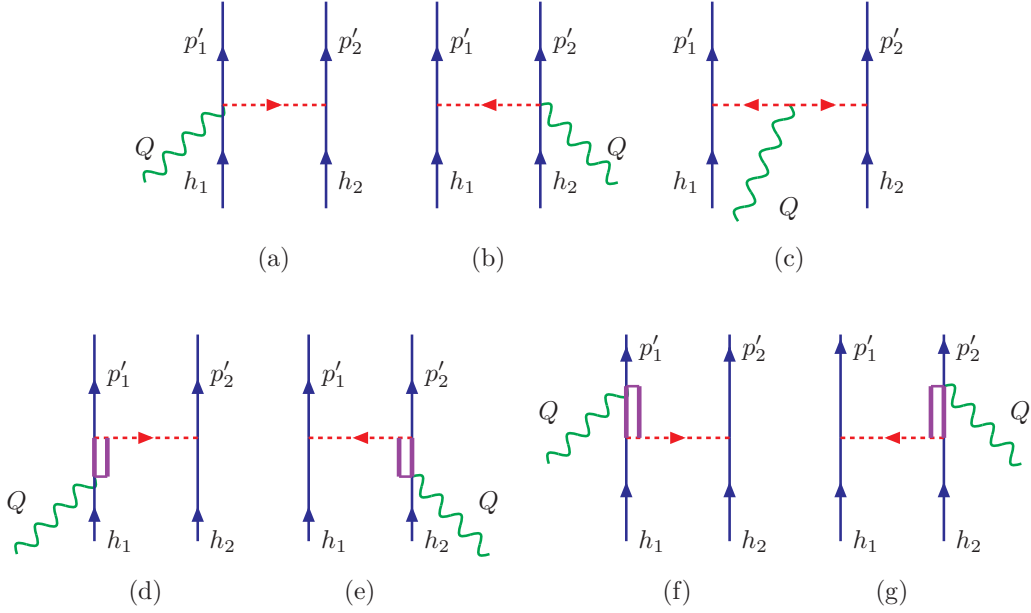 p′₁ p′₂ p′₁ p′₂ p′₁ p′₂
Q h₁ h₂ h₁ h₂ Q h₁ Q h₂
(a) (b) (c)
p′₁ p′₂ p′₁ p′₂ p′₁ p′₂ p′₁ p′₂
Q h₁ h₂ h₁ h₂ Q Q h₁ h₂ h₁ h₂ Q
(d) (e) (f) (g)